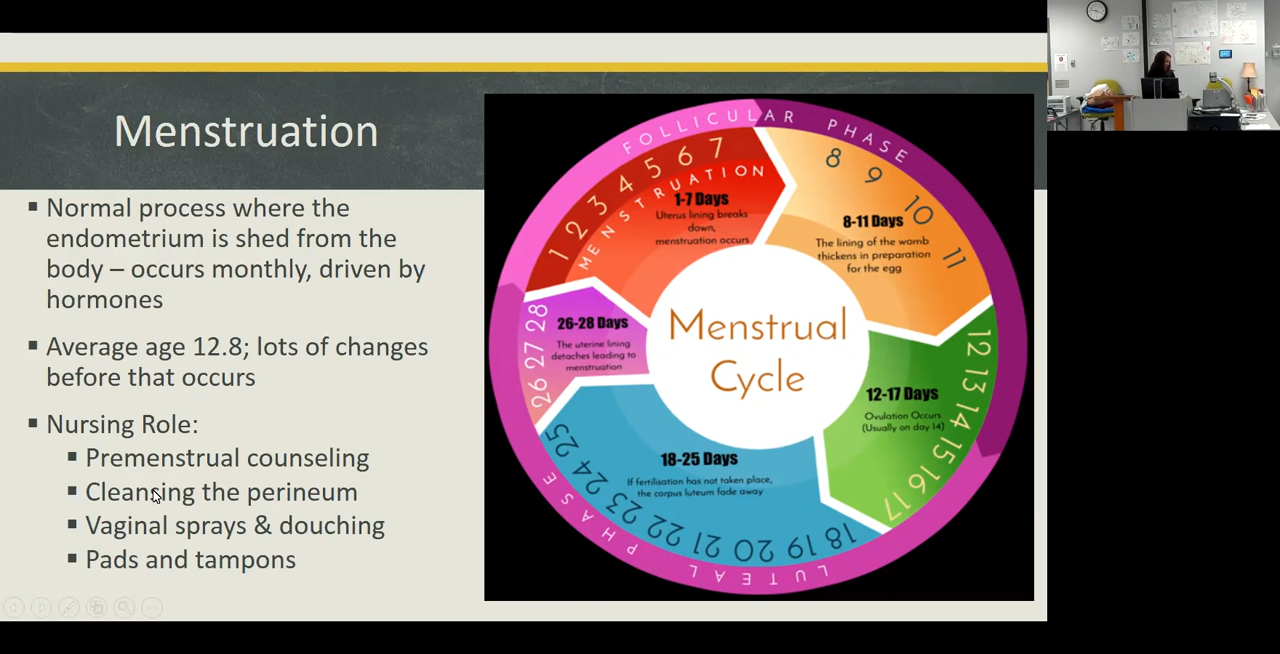 Menstruation
▪ Normal process where the
endometrium is shed from the
body – occurs monthly, driven by
hormones
▪ Average age 12.8; lots of changes
before that occurs
▪ Nursing Role:
▪ Premenstrual counseling
▪ Cleansing the perineum
▪ Vaginal sprays & douching
▪ Pads and tampons
FOLLICULAR PHASE
1 2 3 4 5 6 7
MENSTRUATION
1-7 Days
Uterus lining breaks
down,
menstruation occurs
8 9 10 11
8-11 Days
The lining of the womb
thickens in preparation
for the egg
12 13 14 15 16 17
12-17 Days
Ovulation Occurs
(Usually on day 14)
18 19 20 21 22 23 24 25
18-25 Days
If fertilisation has not taken place,
the corpus luteum fade away
LUTEAL PHASE
26 27 28
26-28 Days
The uterine lining
detaches leading to
menstruation
Menstrual
Cycle